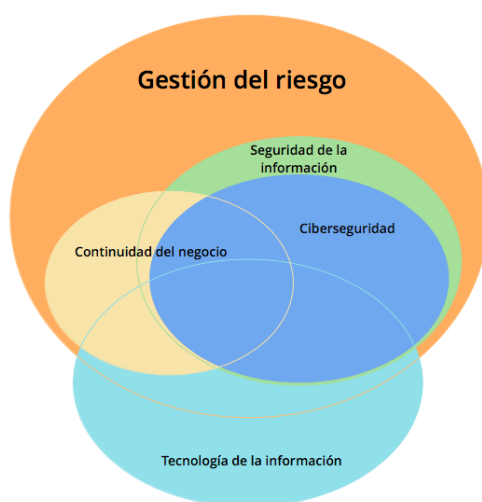 Gestión del riesgo
Seguridad de la
información
Ciberseguridad
Continuidad del negocio
Tecnología de la información